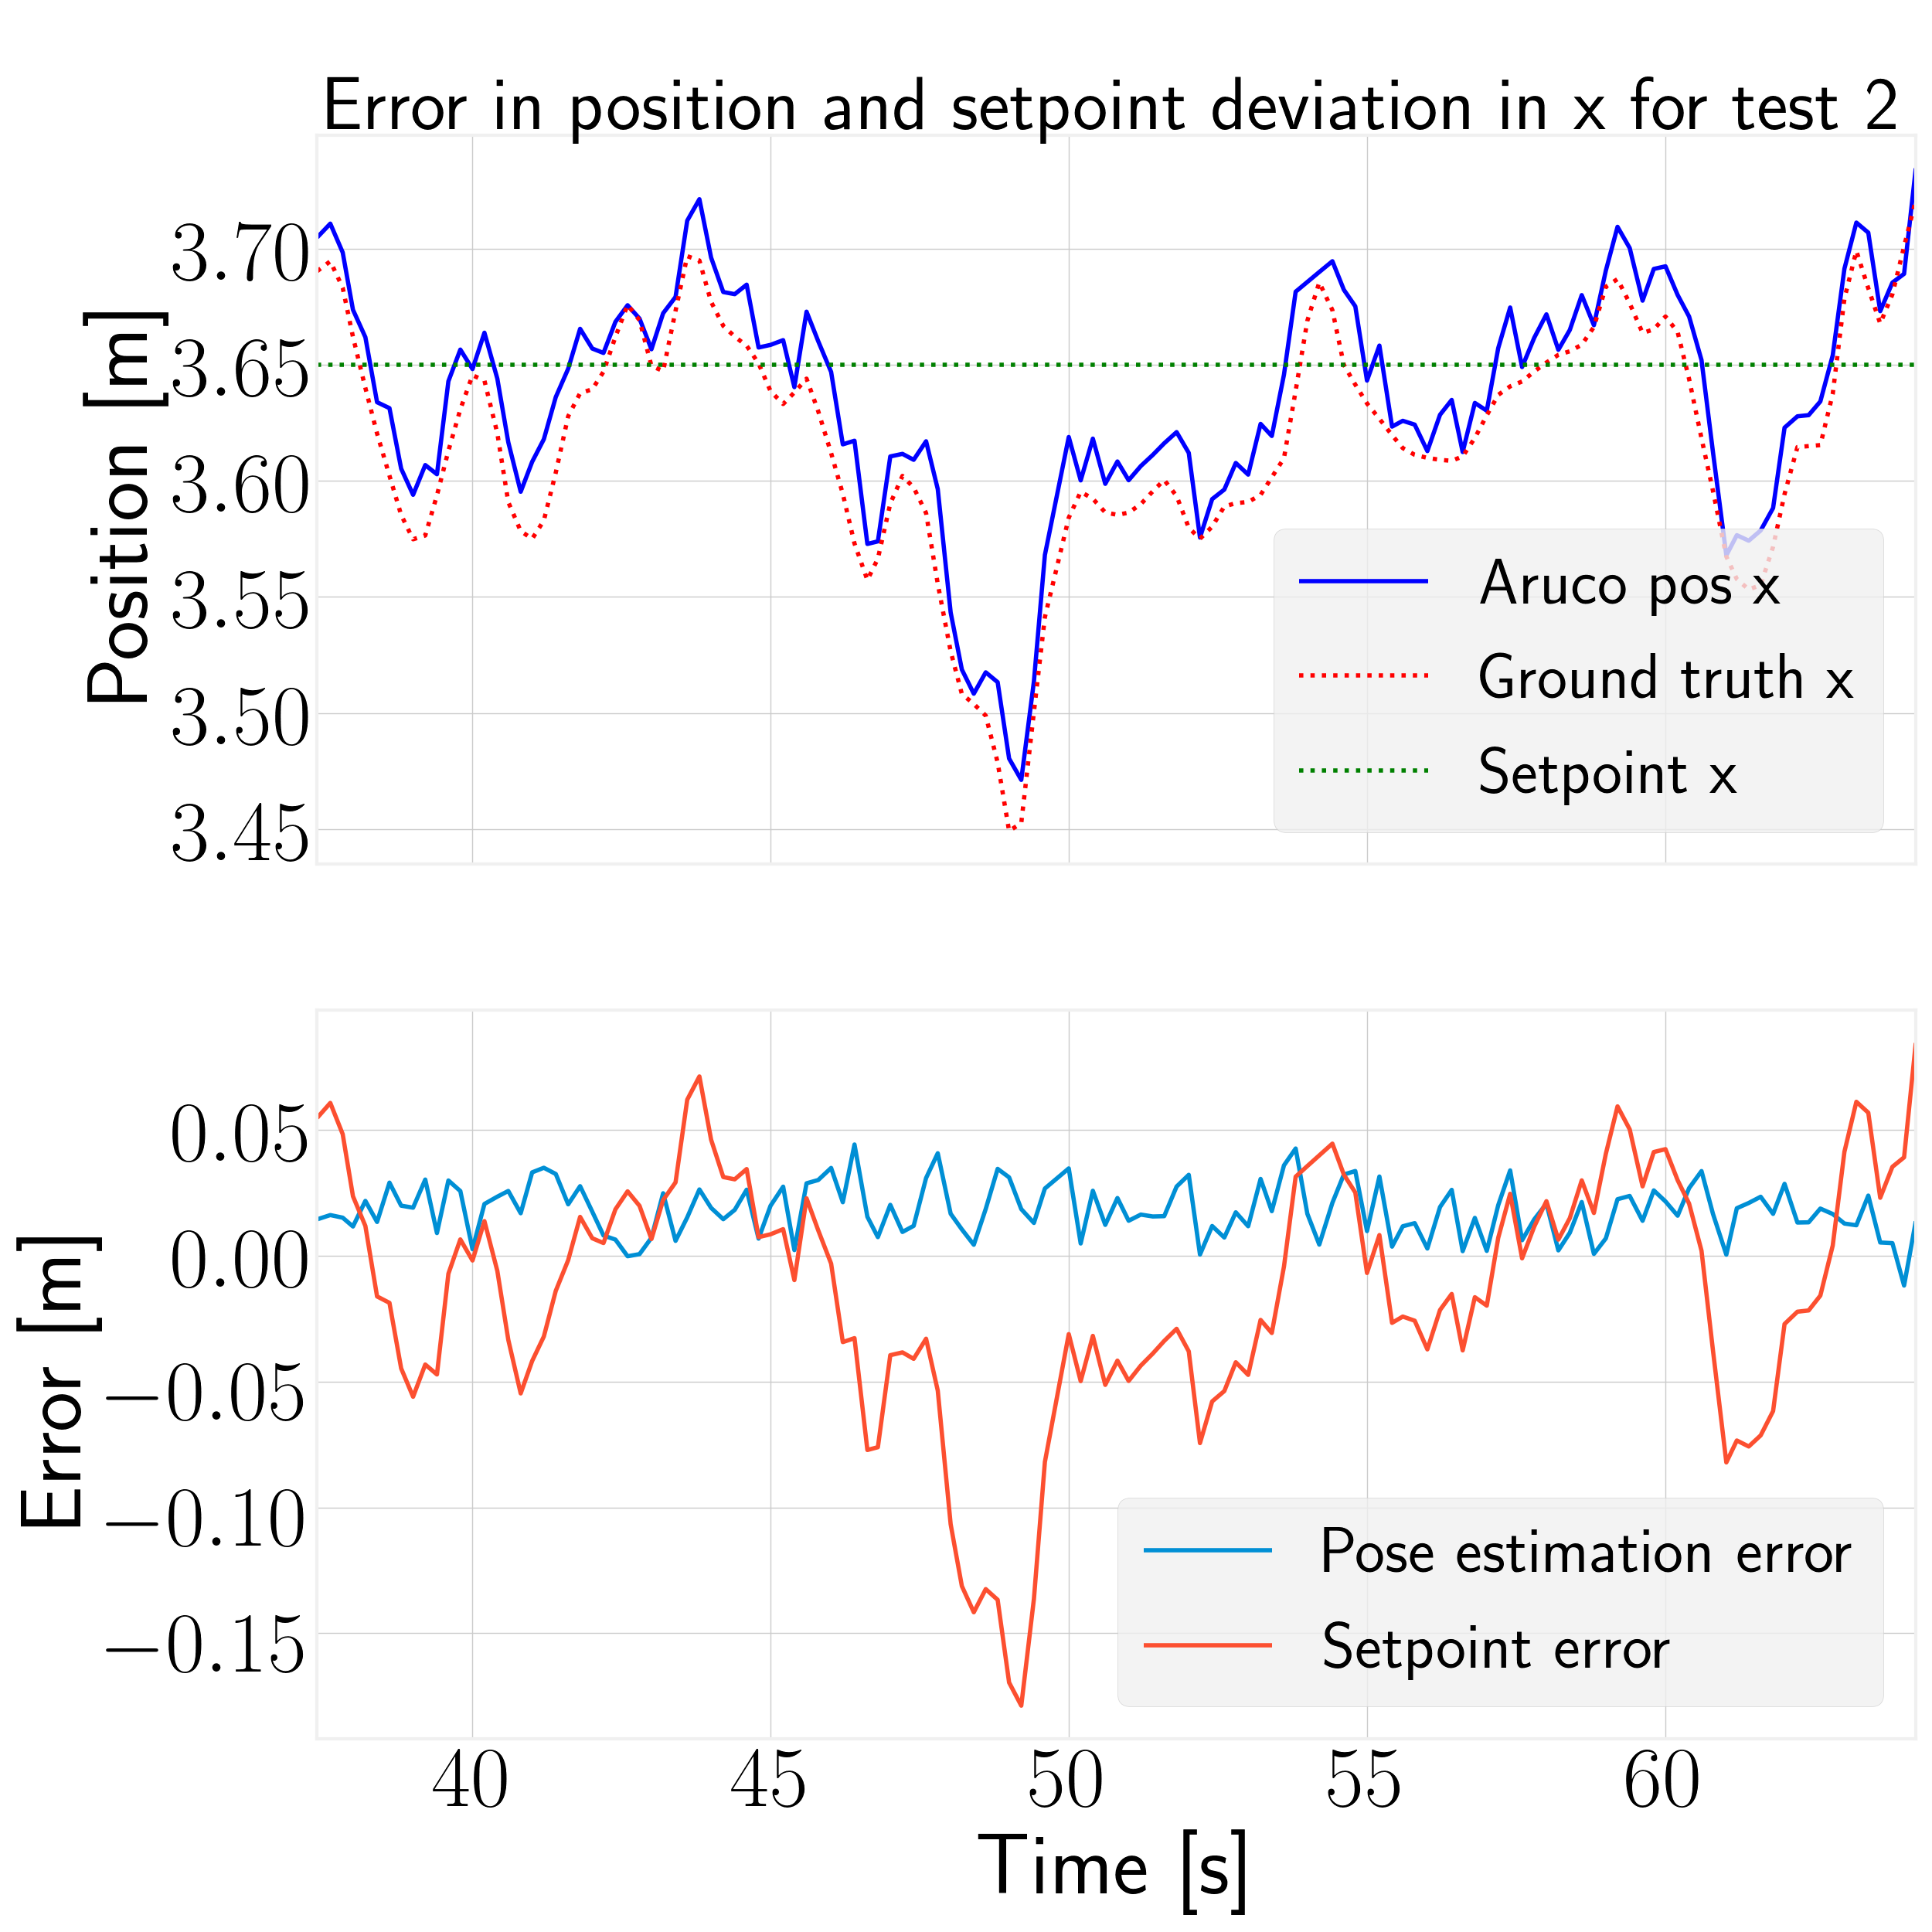 Error in position and setpoint deviation in x for test 2
Position [m]
3.70
3.65
3.60
3.55
3.50
3.45
Aruco pos x
Ground truth x
Setpoint x
Error [m]
0.05
0.00
−0.05
−0.10
−0.15
Pose estimation error
Setpoint error
40 45 50 55 60
Time [s]